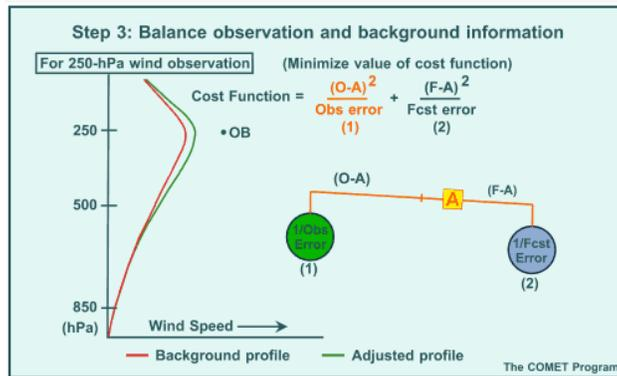 Step 3: Balance observation and background information
For 250-hPa wind observation
(Minimize value of cost function)
Cost Function = (O-A)2 / Obs error + (F-A)2 / Fcst error
(1) (2)
250
•OB
(O-A)
(F-A)
500
A
1/Obs Error
1/Fcst Error
(1)
(2)
850
(hPa)
Wind Speed
Background profile
Adjusted profile
The COMET Program